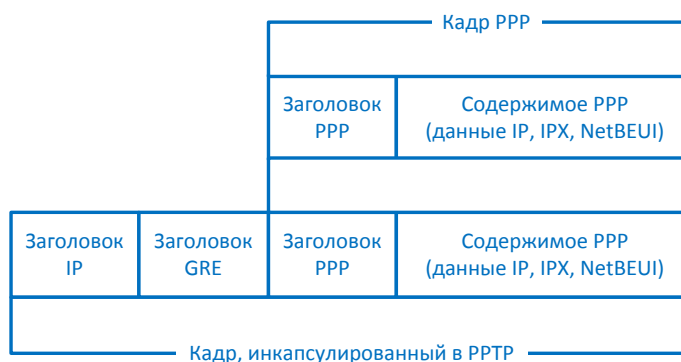 Кадр PPP
Заголовок
PPP
Содержимое PPP
(данные IP, IPX, NetBEUI)
Заголовок
IP
Заголовок
GRE
Заголовок
PPP
Содержимое PPP
(данные IP, IPX, NetBEUI)
Кадр, инкапсулированный в PPTP